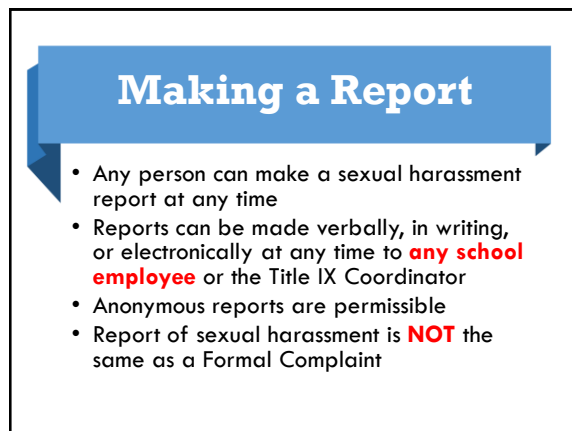 Making a Report
• Any person can make a sexual harassment
report at any time
• Reports can be made verbally, in writing,
or electronically at any time to any school
employee or the Title IX Coordinator
• Anonymous reports are permissible
• Report of sexual harassment is NOT the
same as a Formal Complaint